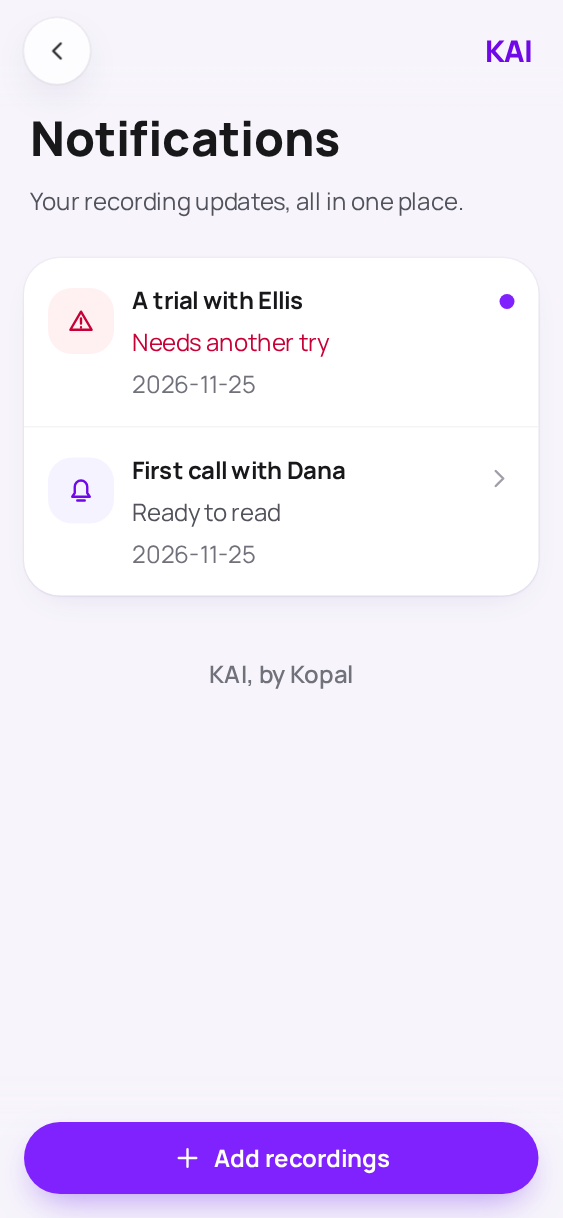 KAI
Notifications
Your recording updates, all in one place.
A trial with Ellis
Needs another try
2026-11-25
First call with Dana
Ready to read
2026-11-25
KAI, by Kopal
Add recordings